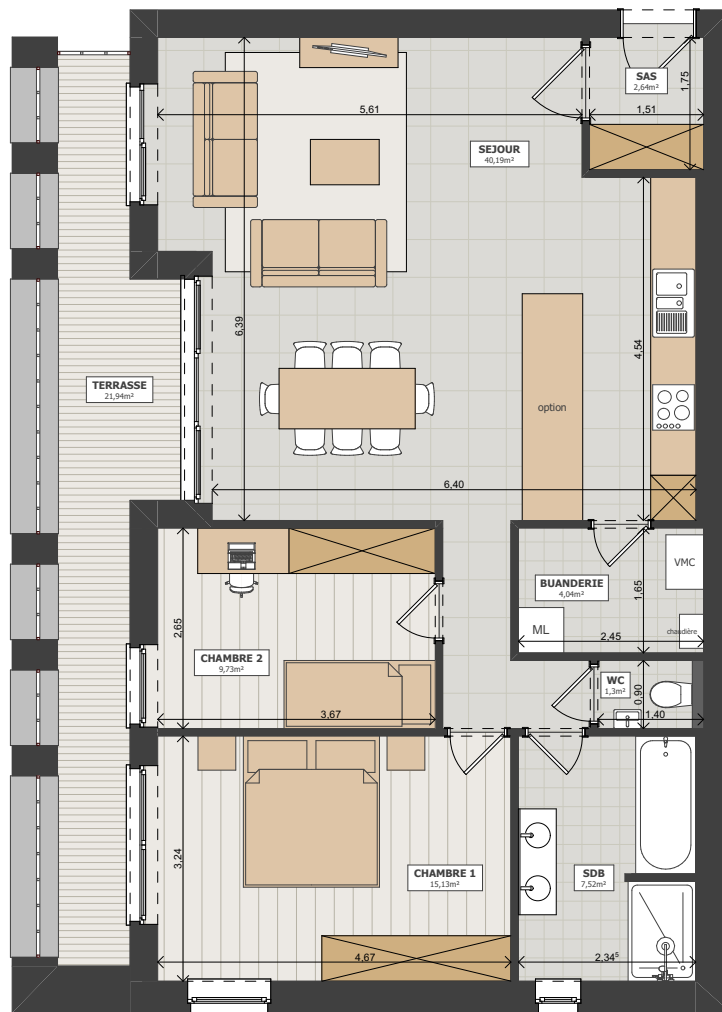 SAS
2,64m²
1,75
5,61
1,51
SEJOUR
40,19m²
6,39
4,54
TERRASSE
21,94m²
option
6,40
BUANDERIE
4,04m²
VMC
1,65
ML
chaudière
2,45
2,65
CHAMBRE 2
9,73m²
WC
1,3m²
0,90
3,67
1,40
3,24
CHAMBRE 1
15,13m²
SDB
7,52m²
4,67
2,34⁵